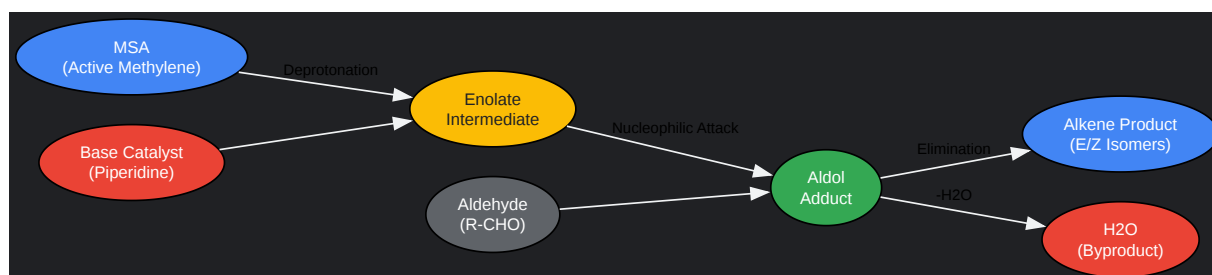 MSA
(Active Methylene)
Deprotonation
Base Catalyst
(Piperidine)
Enolate
Intermediate
Nucleophilic Attack
Aldehyde
(R-CHO)
Aldol
Adduct
Elimination
-H2O
Alkene Product
(E/Z Isomers)
H2O
(Byproduct)